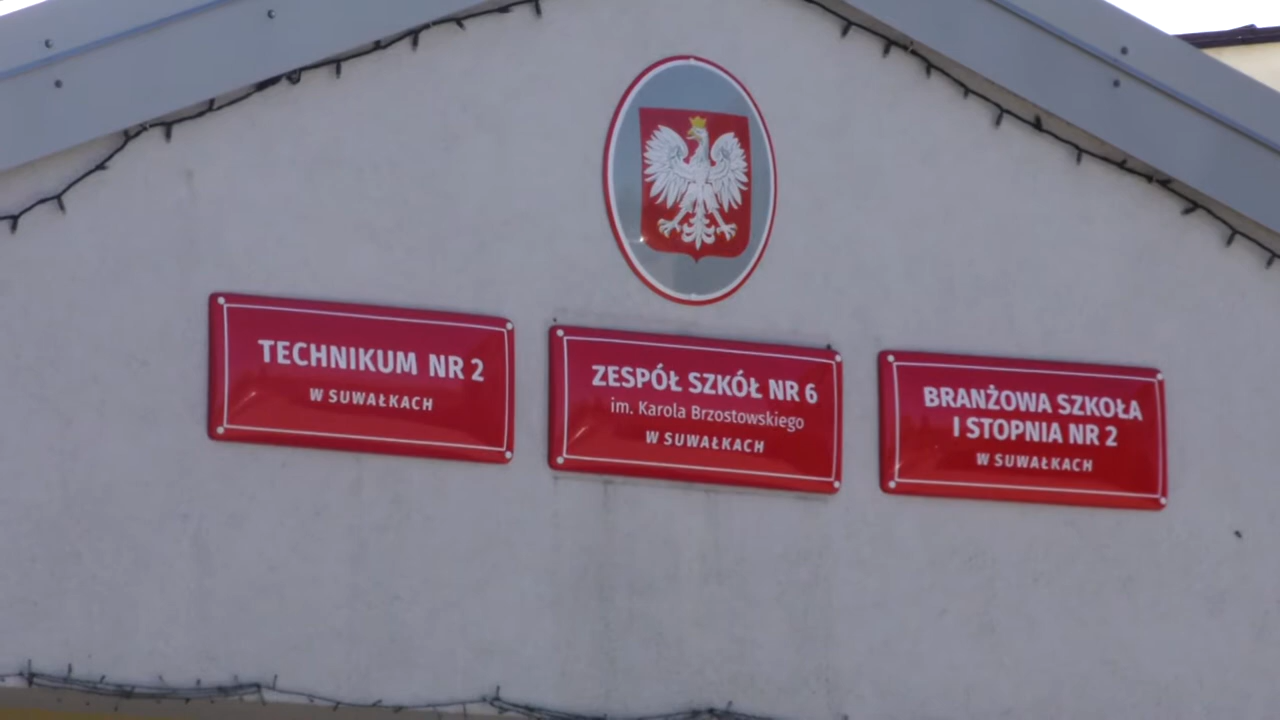 TECHNIKUM NR 2
W SUWAŁKACH
ZESPÓŁ SZKÓŁ NR 6
im. Karola Brzostowskiego
W SUWAŁKACH
BRANŻOWA SZKOŁA
I STOPNIA NR 2
W SUWAŁKACH